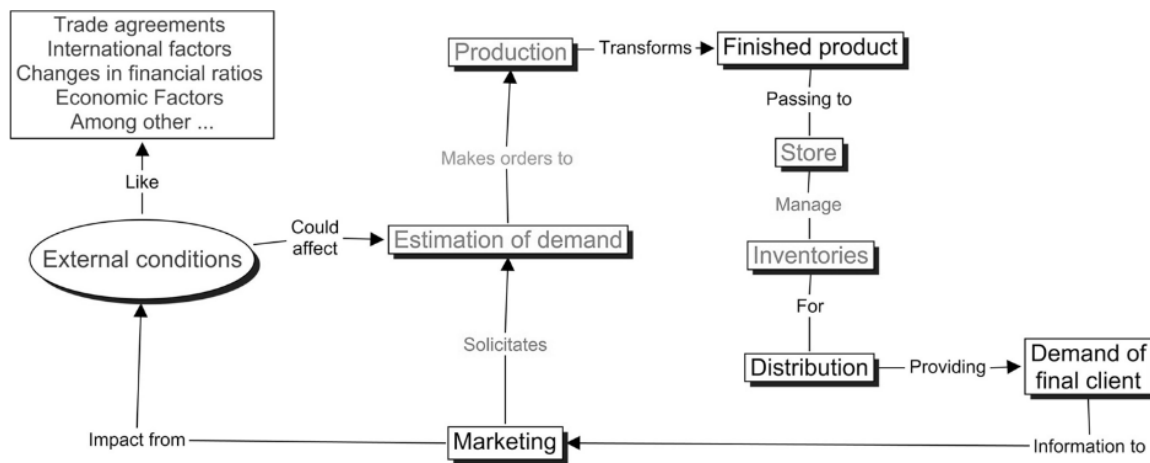 Trade agreements
International factors
Changes in financial ratios
Economic Factors
Among other ...
Like
External conditions
Could
affect
Impact from
Production
Transforms
Finished product
Makes orders to
Estimation of demand
Solicitates
Marketing
Passing to
Store
Manage
Inventories
For
Distribution
Providing
Demand of
final client
Information to